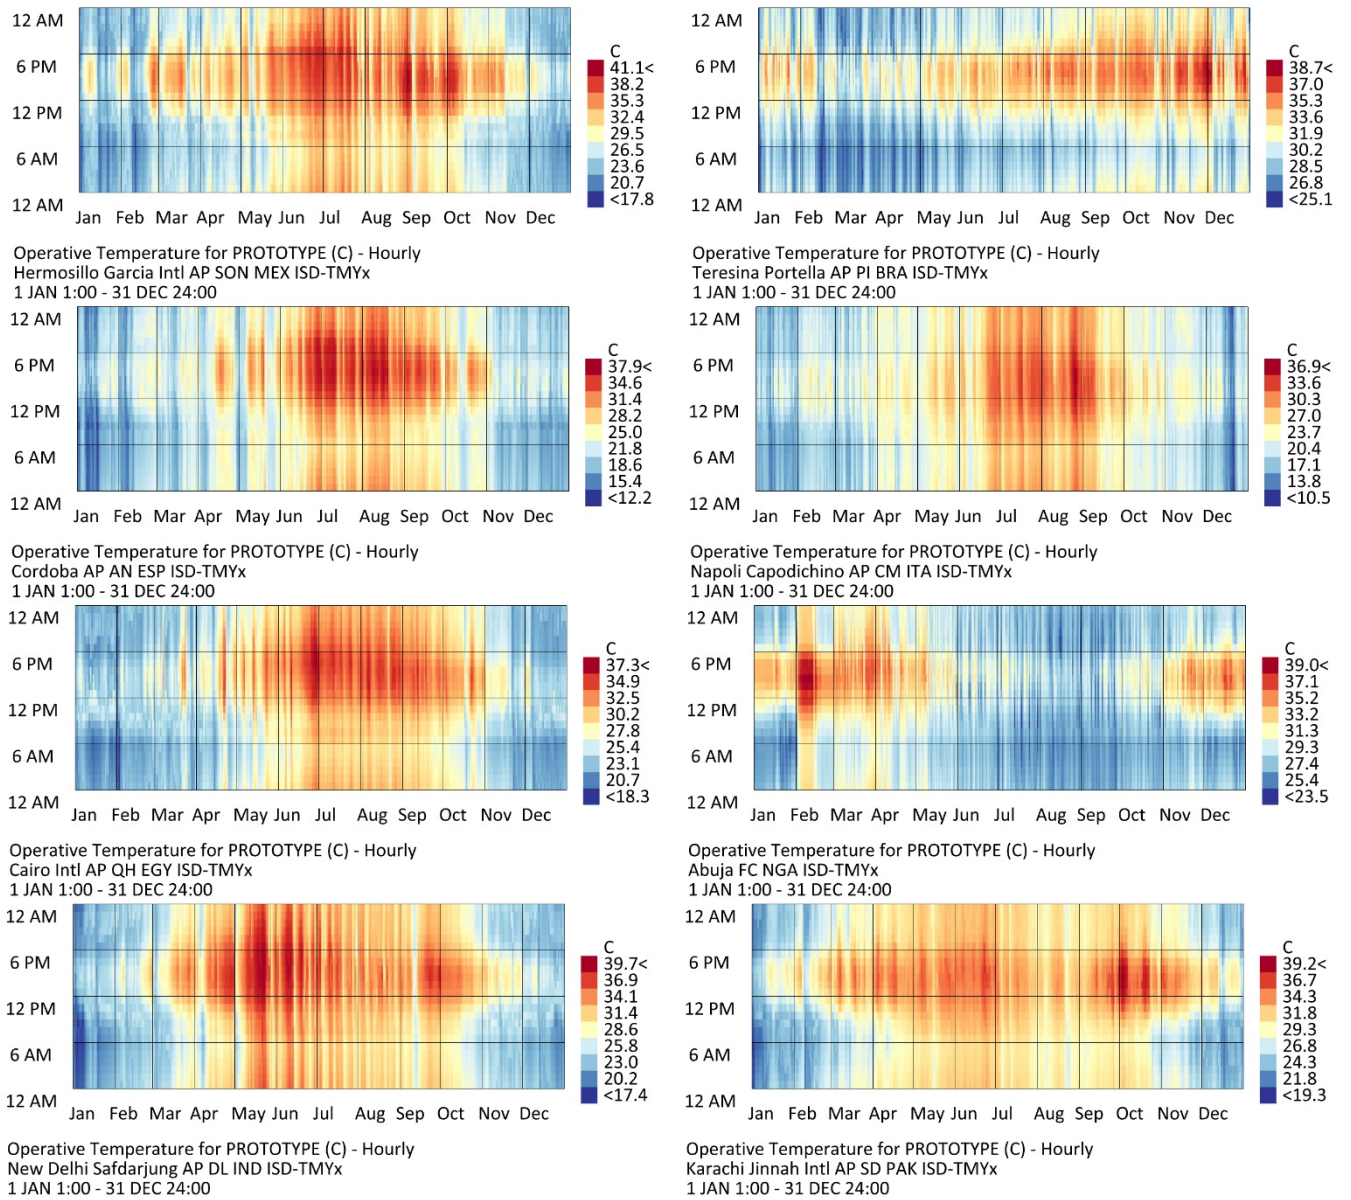 12 AM
6 PM
12 PM
6 AM
12 AM
Jan Feb Mar Apr May Jun Jul Aug Sep Oct Nov Dec
C
41.1<
38.2
35.3
32.4
29.5
26.5
23.6
20.7
<17.8
Operative Temperature for PROTOTYPE (C) - Hourly
Hermosillo Garcia Intl AP SON MEX ISD-TMYx
1 JAN 1:00 - 31 DEC 24:00
12 AM
6 PM
12 PM
6 AM
12 AM
Jan Feb Mar Apr May Jun Jul Aug Sep Oct Nov Dec
C
38.7<
37.0
35.3
33.6
31.9
30.2
28.5
26.8
<25.1
Operative Temperature for PROTOTYPE (C) - Hourly
Teresina Portella AP PI BRA ISD-TMYx
1 JAN 1:00 - 31 DEC 24:00
12 AM
6 PM
12 PM
6 AM
12 AM
Jan Feb Mar Apr May Jun Jul Aug Sep Oct Nov Dec
C
37.9<
34.6
31.4
28.2
25.0
21.8
18.6
15.4
<12.2
Operative Temperature for PROTOTYPE (C) - Hourly
Cordoba AP AN ESP ISD-TMYx
1 JAN 1:00 - 31 DEC 24:00
12 AM
6 PM
12 PM
6 AM
12 AM
Jan Feb Mar Apr May Jun Jul Aug Sep Oct Nov Dec
C
36.9<
33.6
30.3
27.0
23.7
20.4
17.1
13.8
<10.5
Operative Temperature for PROTOTYPE (C) - Hourly
Napoli Capodichino AP CM ITA ISD-TMYx
1 JAN 1:00 - 31 DEC 24:00
12 AM
6 PM
12 PM
6 AM
12 AM
Jan Feb Mar Apr May Jun Jul Aug Sep Oct Nov Dec
C
37.3<
34.9
32.5
30.2
27.8
25.4
23.1
20.7
<18.3
Operative Temperature for PROTOTYPE (C) - Hourly
Cairo Intl AP QH EGY ISD-TMYx
1 JAN 1:00 - 31 DEC 24:00
12 AM
6 PM
12 PM
6 AM
12 AM
Jan Feb Mar Apr May Jun Jul Aug Sep Oct Nov Dec
C
39.0<
37.1
35.2
33.2
31.3
29.3
27.4
25.4
<23.5
Operative Temperature for PROTOTYPE (C) - Hourly
Abuja FC NGA ISD-TMYx
1 JAN 1:00 - 31 DEC 24:00
12 AM
6 PM
12 PM
6 AM
12 AM
Jan Feb Mar Apr May Jun Jul Aug Sep Oct Nov Dec
C
39.7<
36.9
34.1
31.4
28.6
25.8
23.0
20.2
<17.4
Operative Temperature for PROTOTYPE (C) - Hourly
New Delhi Safdarjung AP DL IND ISD-TMYx
1 JAN 1:00 - 31 DEC 24:00
12 AM
6 PM
12 PM
6 AM
12 AM
Jan Feb Mar Apr May Jun Jul Aug Sep Oct Nov Dec
C
39.2<
36.7
34.3
31.8
29.3
26.8
24.3
21.8
<19.3
Operative Temperature for PROTOTYPE (C) - Hourly
Karachi Jinnah Intl AP SD PAK ISD-TMYx
1 JAN 1:00 - 31 DEC 24:00